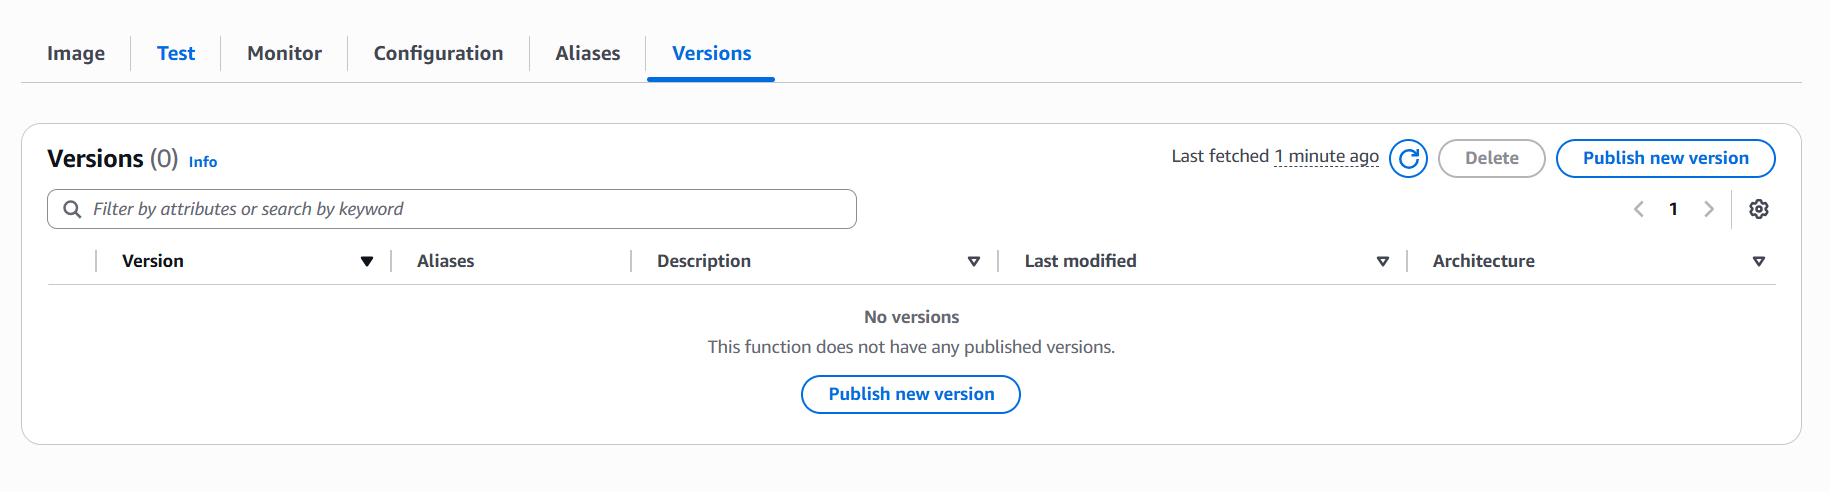 Image Test Monitor Configuration Aliases Versions
Versions (0) Info
Last fetched 1 minute ago Delete Publish new version
Filter by attributes or search by keyword
1
Version Aliases Description Last modified Architecture
No versions
This function does not have any published versions.
Publish new version